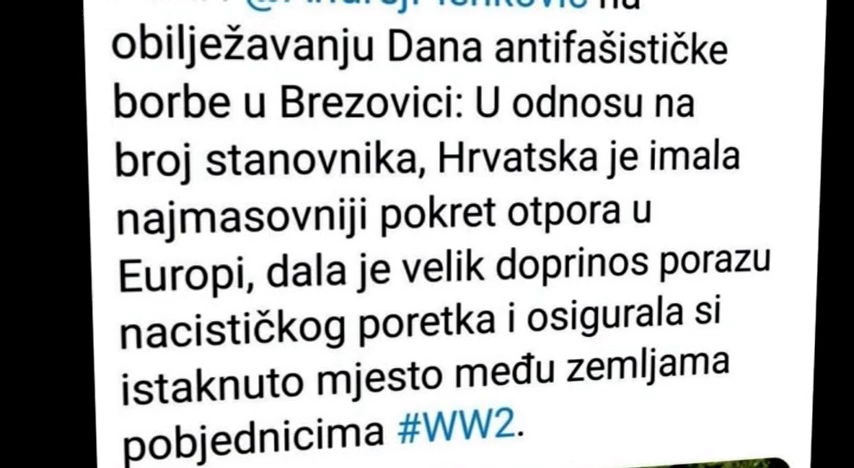 na
obilježavanju Dana antifašističke
borbe u Brezovici: U odnosu na
broj stanovnika, Hrvatska je imala
najmasovniji pokret otpora u
Europi, dala je velik doprinos porazu
nacističkog poretka i osigurala si
istaknuto mjesto među zemljama
pobjednicima #WW2.